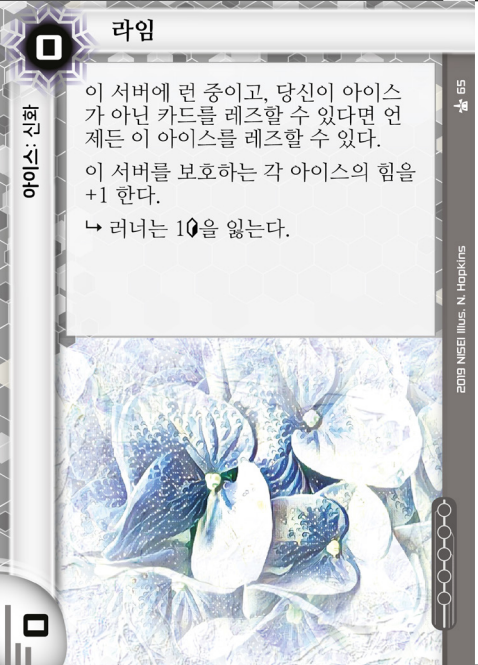 0
라임
이 서버에 런 중이고, 당신이 아이스
가 아닌 카드를 레즈할 수 있다면 언
제든 이 아이스를 레즈할 수 있다.
이 서버를 보호하는 각 아이스의 힘을
+1 한다.
↳ 러너는 1을 잃는다.
아이스: 신화
65
2019 NISEI Illus. N. Hopkins
0